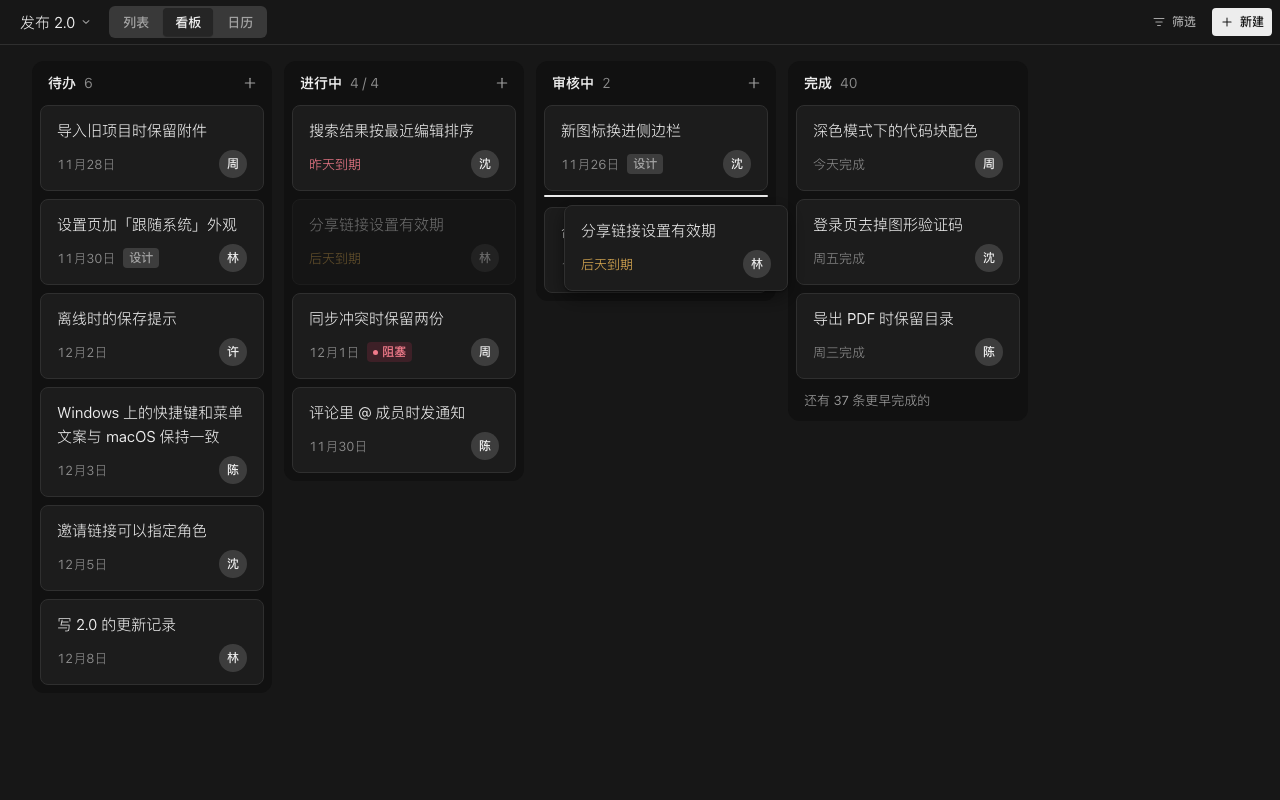 发布 2.0
列表
看板
日历
筛选
新建
待办 6
导入旧项目时保留附件
11月28日
周
设置页加「跟随系统」外观
11月30日 设计
林
离线时的保存提示
12月2日
许
Windows 上的快捷键和菜单
文案与 macOS 保持一致
12月3日
陈
邀请链接可以指定角色
12月5日
沈
写 2.0 的更新记录
12月8日
林
进行中 4 / 4
搜索结果按最近编辑排序
昨天到期
沈
分享链接设置有效期
后天到期
林
同步冲突时保留两份
12月1日 阻塞
周
评论里 @ 成员时发通知
11月30日
陈
审核中 2
新图标换进侧边栏
11月26日 设计
沈
分享链接设置有效期
后天到期
林
完成 40
深色模式下的代码块配色
今天完成
周
登录页去掉图形验证码
周五完成
沈
导出 PDF 时保留目录
周三完成
陈
还有 37 条更早完成的